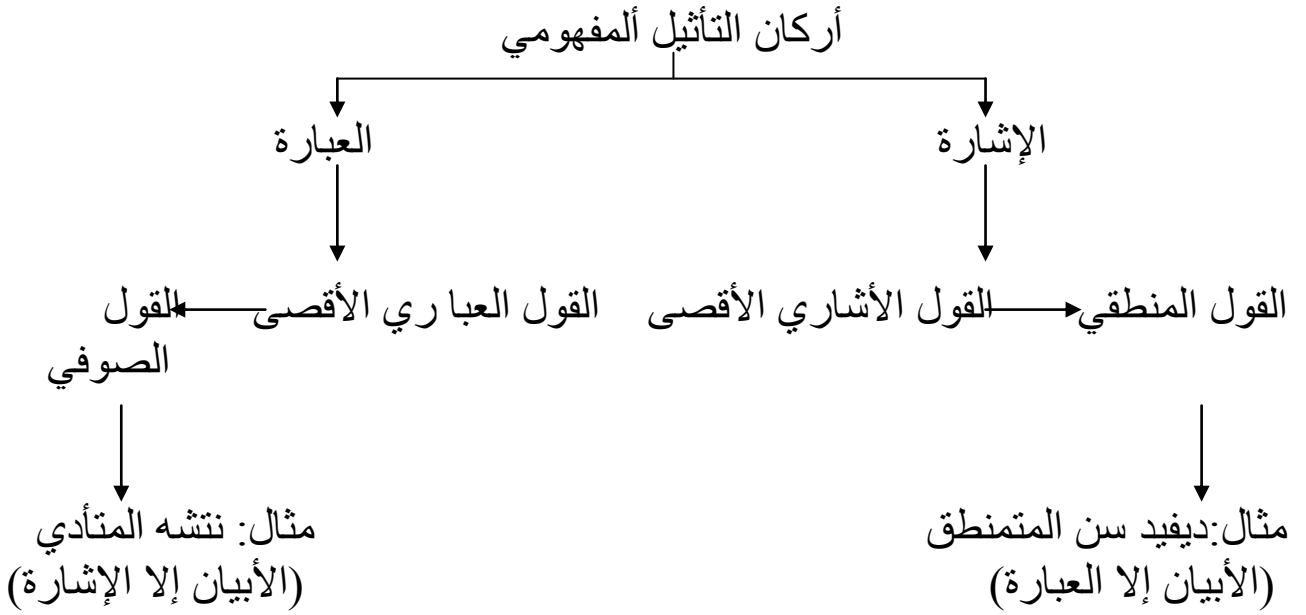 أركان التأثيل ألمفهومي
الإشارة
العبارة
القول المنطقي
القول الأشاري الأقصى
القول العبا ري الأقصى
القول
الصوفي
مثال:ديفيد سن المتمنطق
(الأبيان إلا العبارة)
مثال: نتشه المتأدي
(الأبيان إلا الإشارة)